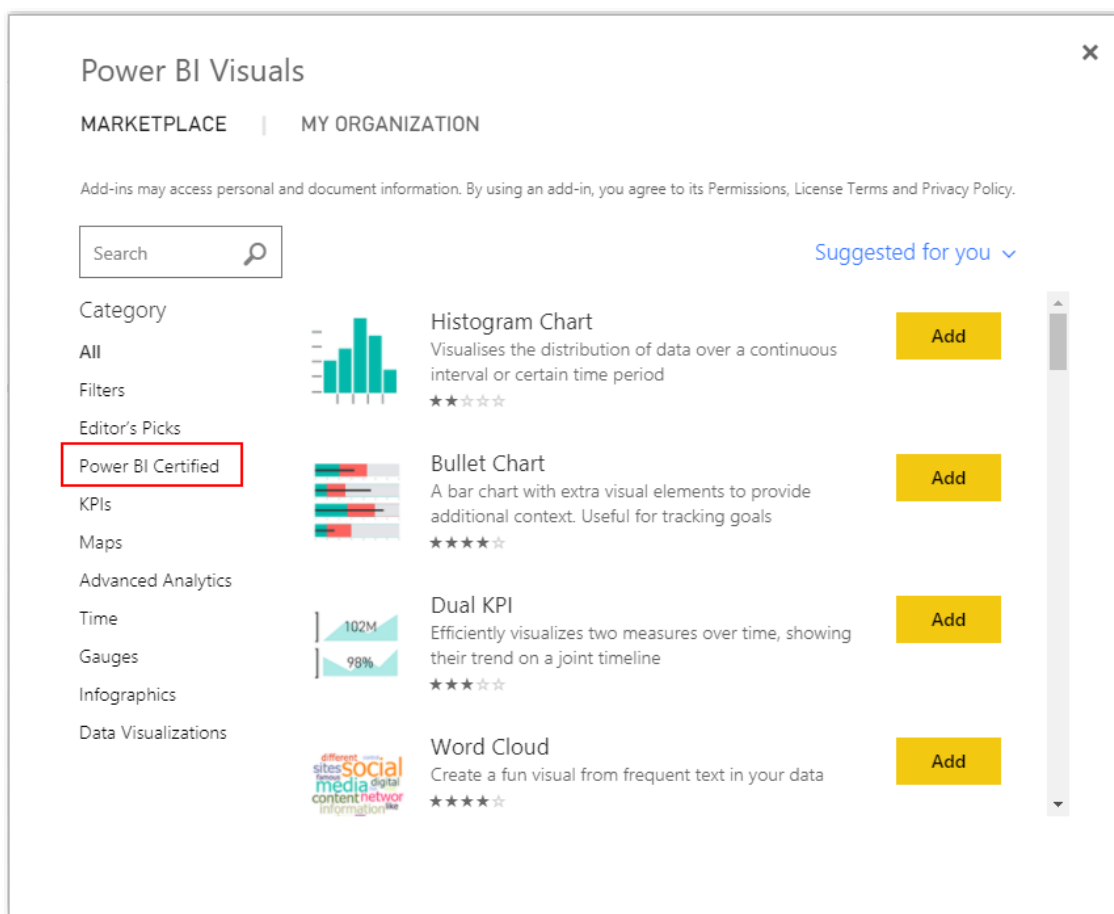 Power BI Visuals
MARKETPLACE | MY ORGANIZATION
Add-ins may access personal and document information. By using an add-in, you agree to its Permissions, License Terms and Privacy Policy.
Search
Suggested for you
Category
All
Filters
Editor's Picks
Power BI Certified
KPIs
Maps
Advanced Analytics
Time
Gauges
Infographics
Data Visualizations
Histogram Chart
Visualises the distribution of data over a continuous
interval or certain time period
Add
Bullet Chart
A bar chart with extra visual elements to provide
additional context. Useful for tracking goals
Add
102M
98%
Dual KPI
Efficiently visualizes two measures over time, showing
their trend on a joint timeline
Add
different
sites social
famous
media digital
content networ
information like
Word Cloud
Create a fun visual from frequent text in your data
Add